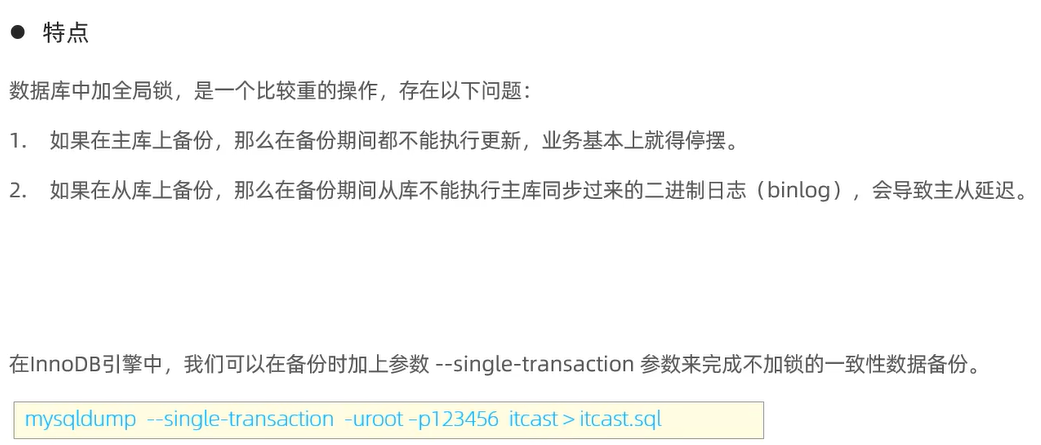 ● 特点
数据库中加全局锁，是一个比较重的操作，存在以下问题：
1. 如果在主库上备份，那么在备份期间都不能执行更新，业务基本上就得停摆。
2. 如果在从库上备份，那么在备份期间从库不能执行主库同步过来的二进制日志（binlog），会导致主从延迟。
在InnoDB引擎中，我们可以在备份时加上参数 --single-transaction 参数来完成不加锁的一致性数据备份。
mysqldump --single-transaction -uroot –p123456 itcast > itcast.sql